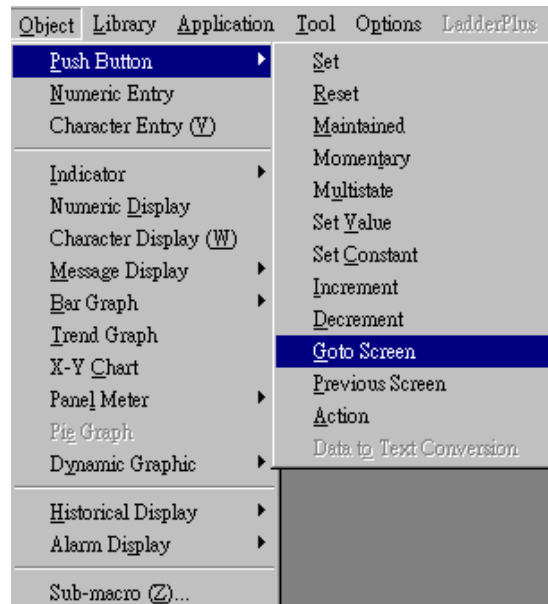 Object Library Application Tool Options LadderPlus
Push Button
Numeric Entry
Character Entry (V)
Indicator
Numeric Display
Character Display (W)
Message Display
Bar Graph
Trend Graph
X-Y Chart
Panel Meter
Pie Graph
Dynamic Graphic
Historical Display
Alarm Display
Sub-macro (Z)...
Set
Reset
Maintained
Momentary
Multistate
Set Value
Set Constant
Increment
Decrement
Goto Screen
Previous Screen
Action
Data to Text Conversion